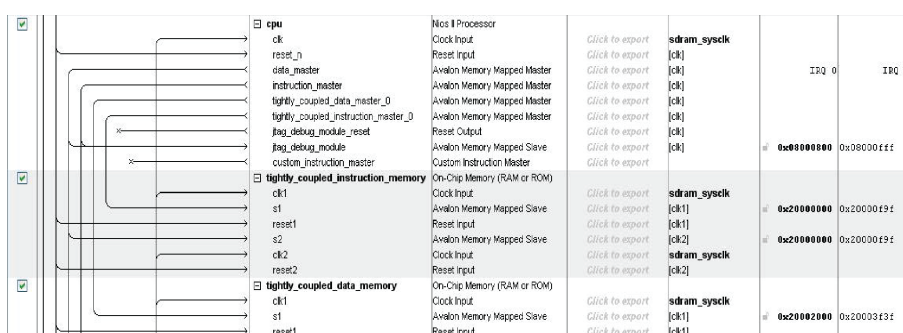 cpu Nios II Processor
clk Clock Input Click to export sdram_sysclk
reset_n Reset Input Click to export [clk]
data_master Avalon Memory Mapped Master Click to export [clk] IRQ 0 IRQ
instruction_master Avalon Memory Mapped Master Click to export [clk]
tightly_coupled_data_master_0 Avalon Memory Mapped Master Click to export [clk]
tightly_coupled_instruction_master_0 Avalon Memory Mapped Master Click to export [clk]
jtag_debug_module_reset Reset Output Click to export [clk]
jtag_debug_module Avalon Memory Mapped Slave Click to export [clk] 0x08000800 0x08000fff
custom_instruction_master Custom Instruction Master Click to export
tightly_coupled_instruction_memory On-Chip Memory (RAM or ROM)
clk1 Clock Input Click to export sdram_sysclk
s1 Avalon Memory Mapped Slave Click to export [clk1] 0x20000000 0x20000f9f
reset1 Reset Input Click to export [clk1]
s2 Avalon Memory Mapped Slave Click to export [clk2] 0x20000000 0x20000f9f
clk2 Clock Input Click to export sdram_sysclk
reset2 Reset Input Click to export [clk2]
tightly_coupled_data_memory On-Chip Memory (RAM or ROM)
clk1 Clock Input Click to export sdram_sysclk
s1 Avalon Memory Mapped Slave Click to export [clk1] 0x20002000 0x20003f3f
reset1 Reset Input Click to export [clk1]